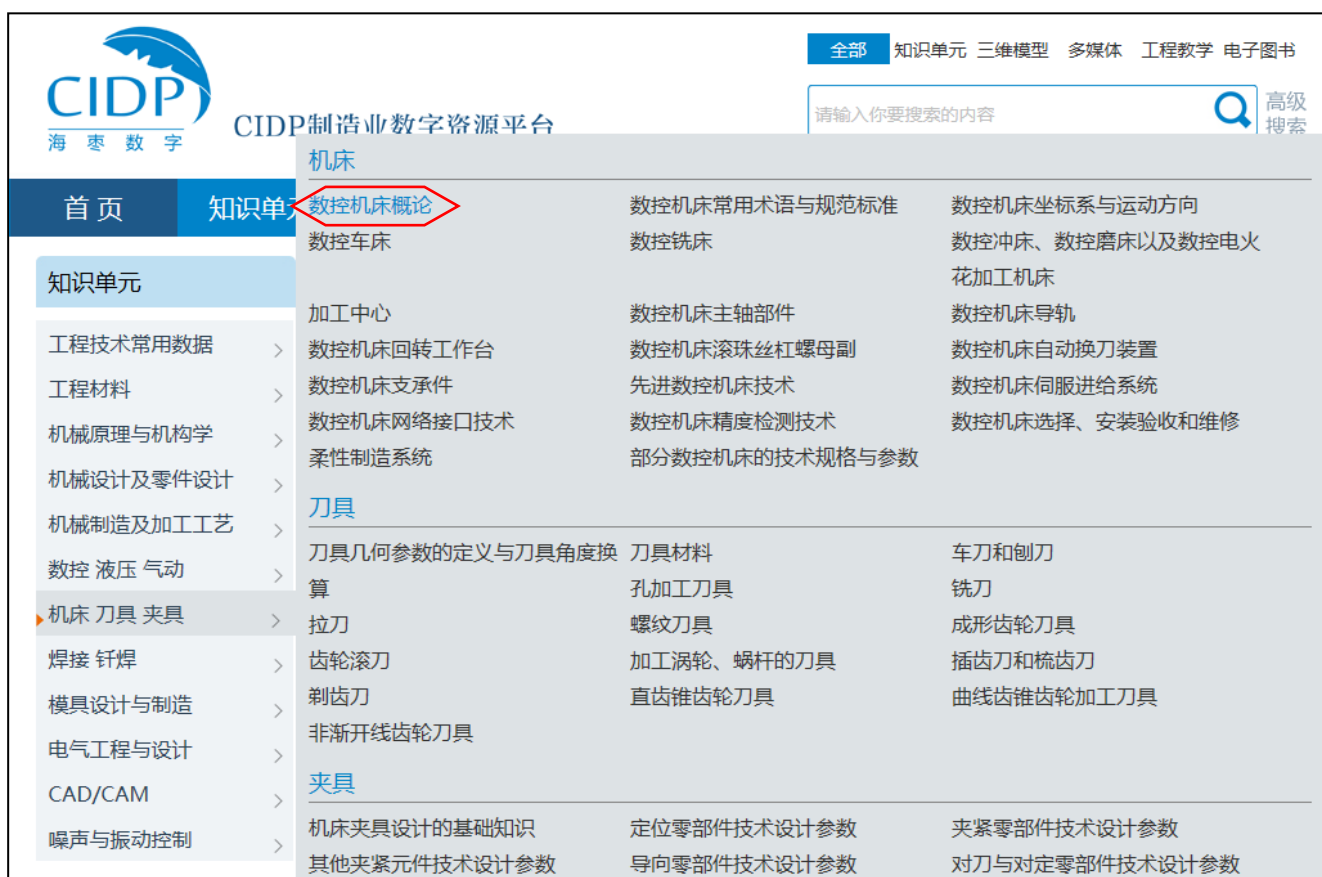 全部 知识单元 三维模型 多媒体 工程教学 电子图书
CIDP
海枣数字
CIDP制造业数字资源平台
请输入你要搜索的内容
高级
搜索
首页 知识单元
机床
数控机床概论 数控机床常用术语与规范标准 数控机床坐标系与运动方向
数控车床 数控铣床 数控冲床、数控磨床以及数控电火
花加工机床
加工中心 数控机床主轴部件 数控机床导轨
数控机床回转工作台 数控机床滚珠丝杠螺母副 数控机床自动换刀装置
数控机床支承件 先进数控机床技术 数控机床伺服进给系统
数控机床网络接口技术 数控机床精度检测技术 数控机床选择、安装验收和维修
柔性制造系统 部分数控机床的技术规格与参数
刀具
刀具几何参数的定义与刀具角度换 刀具材料 车刀和刨刀
算 孔加工刀具 铣刀
拉刀 螺纹刀具 成形齿轮刀具
齿轮滚刀 加工涡轮、蜗杆的刀具 插齿刀和梳齿刀
剃齿刀 直齿锥齿轮刀具 曲线齿锥齿轮加工刀具
非渐开线齿轮刀具
夹具
机床夹具设计的基础知识 定位零部件技术设计参数 夹紧零部件技术设计参数
其他夹紧元件技术设计参数 导向零部件技术设计参数 对刀与对定零部件技术设计参数
知识单元
工程技术常用数据
工程材料
机械原理与机构学
机械设计及零件设计
机械制造及加工工艺
数控 液压 气动
机床 刀具 夹具
焊接 钎焊
模具设计与制造
电气工程与设计
CAD/CAM
噪声与振动控制